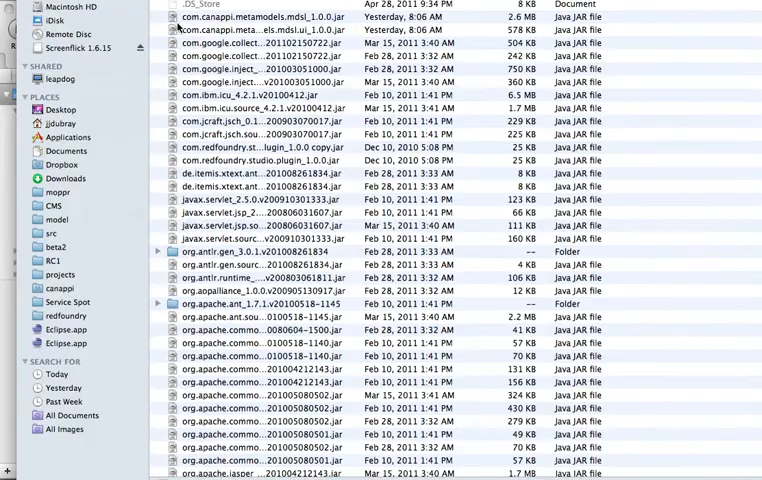 Macintosh HD
iDisk
Remote Disc
Screenflick 1.6.15
SHARED
leapdog
PLACES
Desktop
jjdubray
Applications
Documents
Dropbox
Downloads
moppr
CMS
model
src
beta2
RC1
projects
canappi
Service Spot
redfoundry
Eclipse.app
Eclipse.app
SEARCH FOR
Today
Yesterday
Past Week
All Documents
All Images
.DS_Store Apr 28, 2011 9:34 PM 8 KB Document
com.canappi.metamodels.mdsl_1.0.0.jar Yesterday, 8:06 AM 2.6 MB Java JAR file
com.canappi.meta...els.mdsl.ui_1.0.0.jar Yesterday, 8:06 AM 578 KB Java JAR file
com.google.collect...201102150722.jar Mar 15, 2011 3:40 AM 504 KB Java JAR file
com.google.collect...201102150722.jar Feb 28, 2011 3:32 AM 242 KB Java JAR file
com.google.inject_...201003051000.jar Feb 28, 2011 3:32 AM 750 KB Java JAR file
com.google.inject....201003051000.jar Mar 15, 2011 3:40 AM 360 KB Java JAR file
com.ibm.icu_4.2.1.v20100412.jar Feb 10, 2011 1:41 PM 6.5 MB Java JAR file
com.ibm.icu.source_4.2.1.v20100412.jar Mar 15, 2011 3:40 AM 1.7 MB Java JAR file
com.jcraft.jsch_0.1...200903070017.jar Feb 10, 2011 1:41 PM 229 KB Java JAR file
com.jcraft.jsch.sou...200903070017.jar Feb 10, 2011 1:41 PM 225 KB Java JAR file
com.redfoundry.st...lugin_1.0.0 copy.jar Dec 10, 2010 5:08 PM 25 KB Java JAR file
com.redfoundry.studio.plugin_1.0.0.jar Dec 10, 2010 5:08 PM 25 KB Java JAR file
de.itemis.xtext.ant...201008261834.jar Feb 28, 2011 3:33 AM 8 KB Java JAR file
de.itemis.xtext.ant...201008261834.jar Feb 28, 2011 3:33 AM 8 KB Java JAR file
javax.servlet_2.5.0.v200910301333.jar Feb 10, 2011 1:41 PM 123 KB Java JAR file
javax.servlet.jsp_2....v200806031607.jar Feb 10, 2011 1:41 PM 66 KB Java JAR file
javax.servlet.jsp.so...v200806031607.jar Mar 15, 2011 3:40 AM 111 KB Java JAR file
javax.servlet.sourc...v200910301333.jar Feb 10, 2011 1:41 PM 160 KB Java JAR file
org.antlr.gen_3.0.1.v201008261834 Feb 28, 2011 3:33 AM -- Folder
org.antlr.gen.source...201008261834.jar Feb 28, 2011 3:33 AM 4 KB Java JAR file
org.antlr.runtime_....v200803061811.jar Feb 28, 2011 3:32 AM 106 KB Java JAR file
org.aopalliance_1.0.0.v200905130917.jar Feb 28, 2011 3:32 AM 12 KB Java JAR file
org.apache.ant_1.7.1.v20100518-1145 Feb 10, 2011 1:41 PM -- Folder
org.apache.ant.sou...0100518-1145.jar Mar 15, 2011 3:40 AM 2.2 MB Java JAR file
org.apache.commo...0080604-1500.jar Feb 28, 2011 3:32 AM 41 KB Java JAR file
org.apache.commo...0100518-1140.jar Feb 10, 2011 1:41 PM 57 KB Java JAR file
org.apache.commo...0100518-1140.jar Feb 10, 2011 1:41 PM 70 KB Java JAR file
org.apache.commo...201004212143.jar Feb 10, 2011 1:41 PM 131 KB Java JAR file
org.apache.commo...201004212143.jar Feb 10, 2011 1:41 PM 156 KB Java JAR file
org.apache.commo...201005080502.jar Mar 15, 2011 3:41 AM 324 KB Java JAR file
org.apache.commo...201005080502.jar Feb 10, 2011 1:41 PM 430 KB Java JAR file
org.apache.commo...201005080502.jar Feb 28, 2011 3:32 AM 279 KB Java JAR file
org.apache.commo...201005080501.jar Feb 10, 2011 1:41 PM 49 KB Java JAR file
org.apache.commo...201005080502.jar Feb 28, 2011 3:32 AM 70 KB Java JAR file
org.apache.commo...201005080501.jar Feb 10, 2011 1:41 PM 57 KB Java JAR file
org.apache.jasper_...201004212143.jar Mar 15, 2011 3:40 AM 1.7 MB Java JAR file